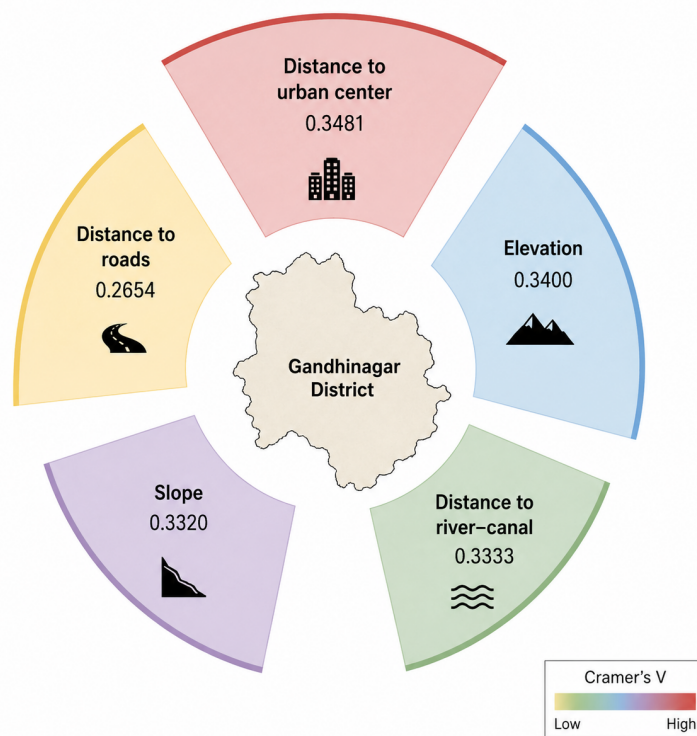 Distance to
urban center
0.3481
Elevation
0.3400
Distance to
river–canal
0.3333
Slope
0.3320
Distance to
roads
0.2654
Gandhinagar
District
Cramer's V
Low High